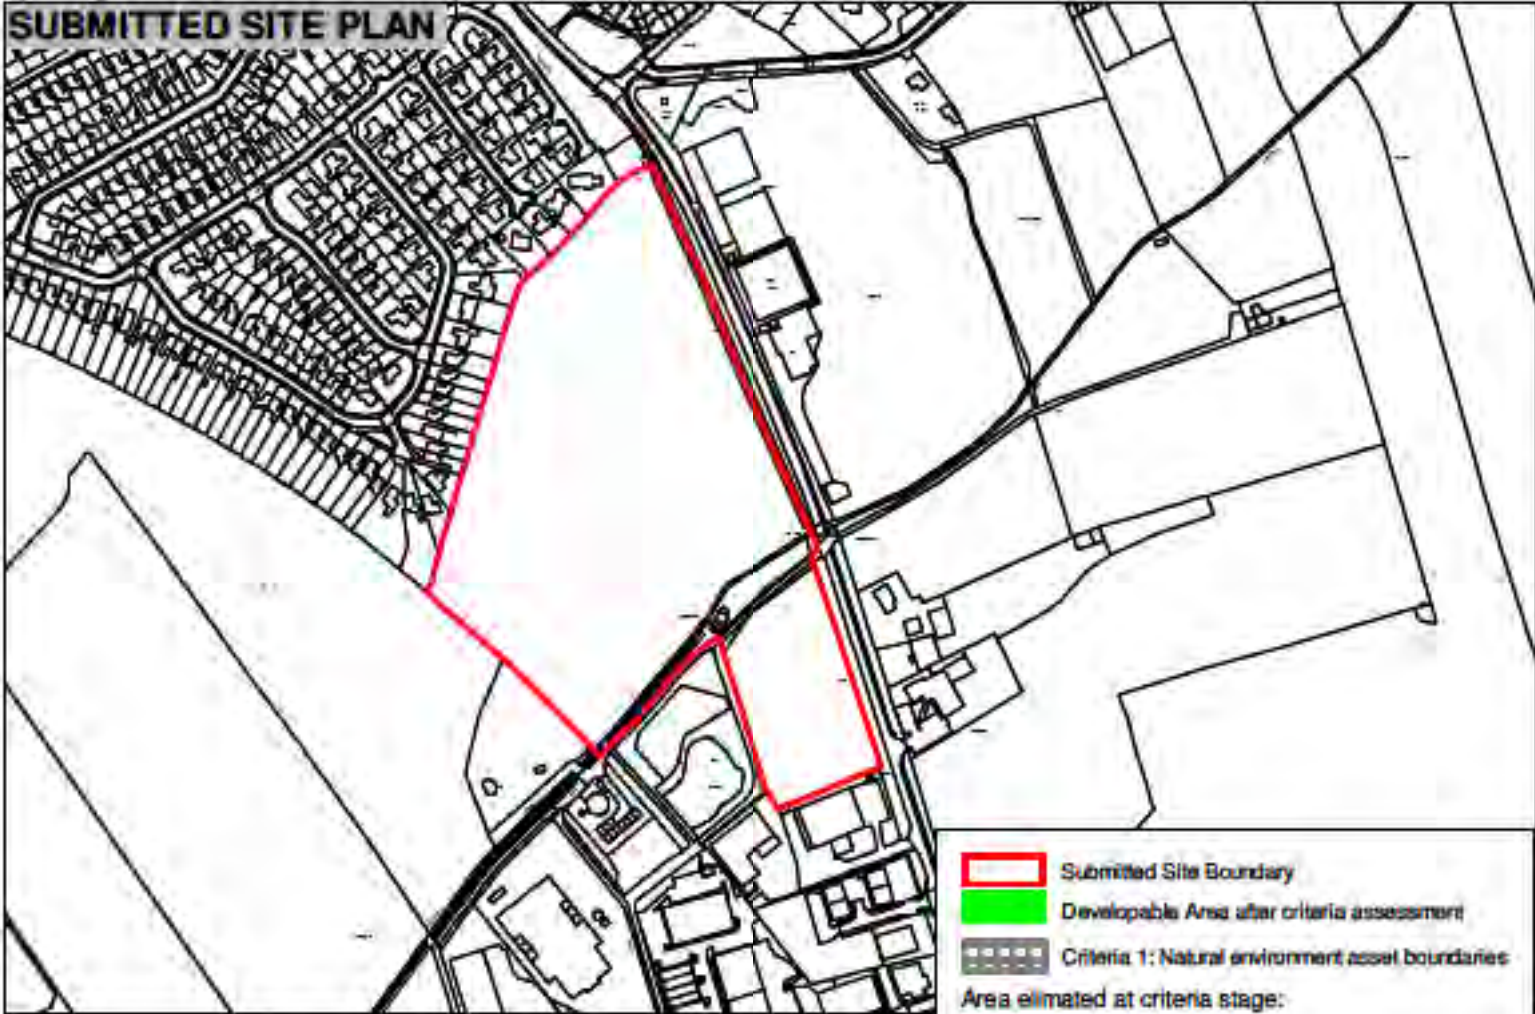 SUBMITTED SITE PLAN
Submitted Site Boundary
Developable Area after criteria assessment
Criteria 1: Natural environment asset boundaries
Area elimated at criteria stage: